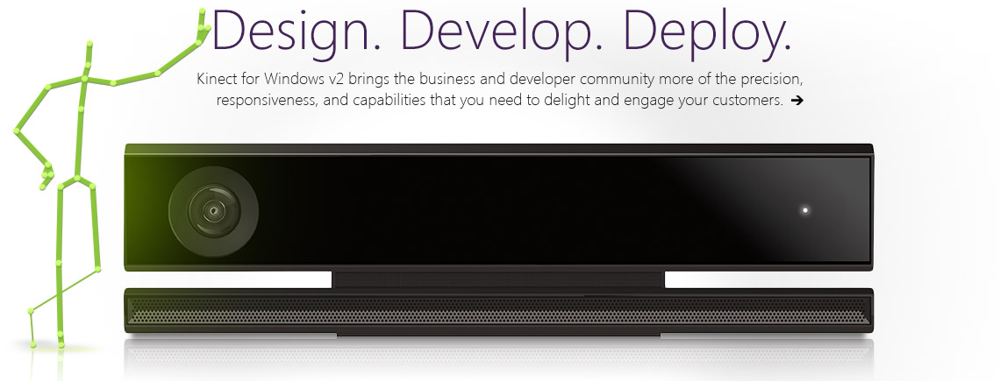 Design. Develop. Deploy.
Kinect for Windows v2 brings the business and developer community more of the precision,
responsiveness, and capabilities that you need to delight and engage your customers. →